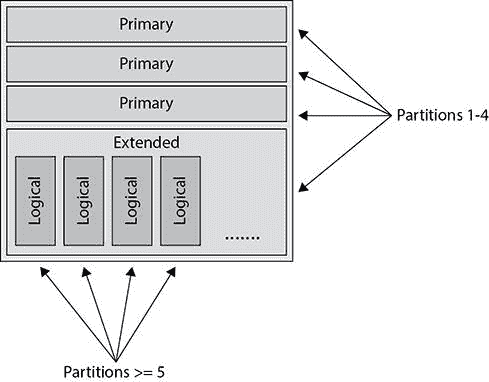 Primary
Primary
Primary
Partitions 1-4
Extended
Logical
Logical
Logical
Logical
.......
Partitions >= 5